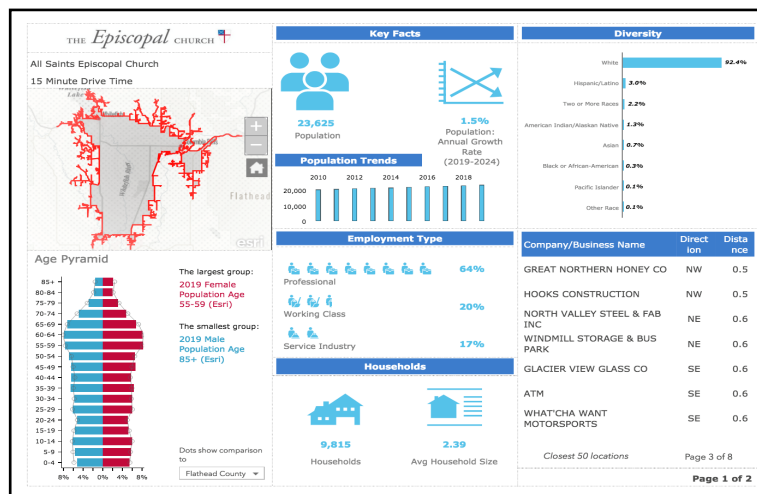 THE Episcopal CHURCH
All Saints Episcopal Church
15 Minute Drive Time
Flathead
esri
Age Pyramid
85+
80-84
75-79
70-74
65-69
60-64
55-59
50-54
45-49
40-44
35-39
30-34
25-29
20-24
15-19
10-14
5-9
0-4
8% 4% 0% 4% 8%
The largest group:
2019 Female
Population Age
55-59 (Esri)
The smallest group:
2019 Male
Population Age
85+ (Esri)
Dots show comparison
to
Flathead County
Key Facts
23,625
Population
1.5%
Population:
Annual Growth
Rate
(2019-2024)
Population Trends
2010 2012 2014 2016 2018
20,000
10,000
0
Employment Type
64%
Professional
20%
Working Class
17%
Service Industry
Households
9,815
Households
2.39
Avg Household Size
Diversity
White 92.4%
Hispanic/Latino 3.0%
Two or More Races 2.2%
American Indian/Alaskan Native 1.3%
Asian 0.7%
Black or African-American 0.3%
Pacific Islander 0.1%
Other Race 0.1%
Company/Business Name Direct Dista
ion nce
GREAT NORTHERN HONEY CO NW 0.5
HOOKS CONSTRUCTION NW 0.5
NORTH VALLEY STEEL & FAB
INC NE 0.6
WINDMILL STORAGE & BUS
PARK NE 0.6
GLACIER VIEW GLASS CO SE 0.6
ATM SE 0.6
WHAT'CHA WANT
MOTORSPORTS SE 0.6
Closest 50 locations Page 3 of 8
Page 1 of 2